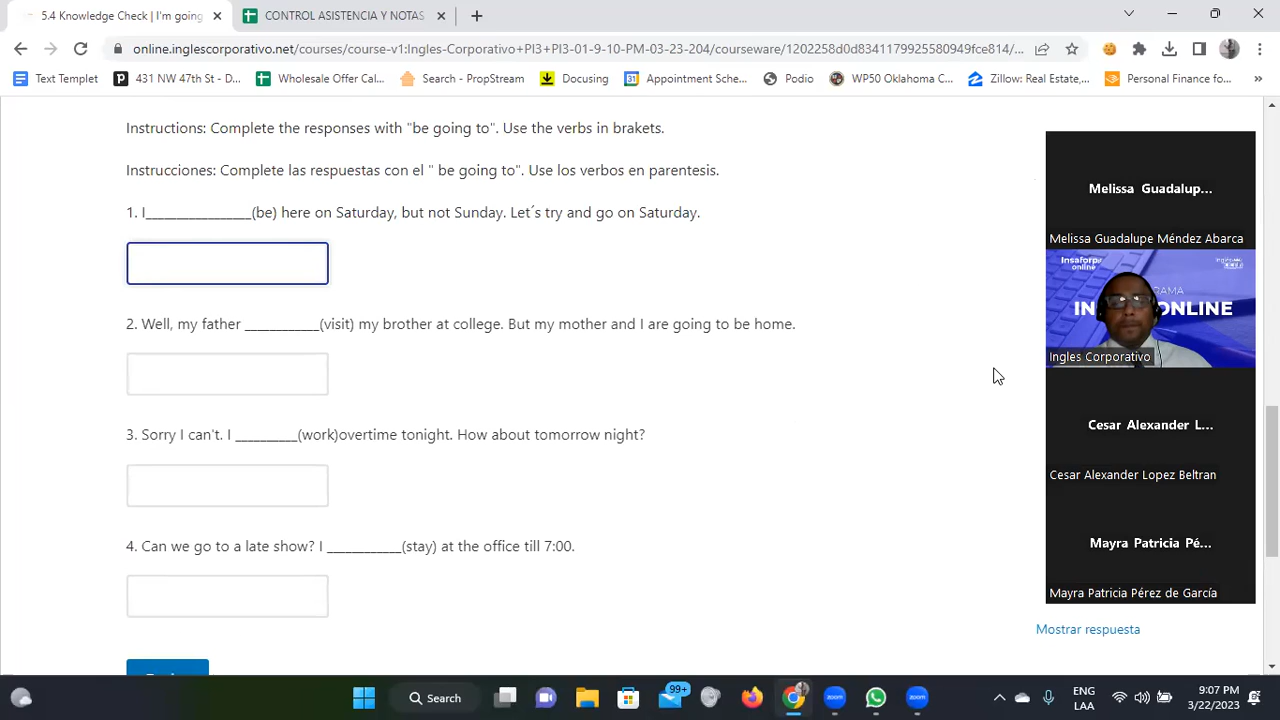 5.4 Knowledge Check | I'm going
CONTROL ASISTENCIA Y NOTAS
online.inglescorporativo.net/courses/course-v1:Ingles-Corporativo+PI3+PI3-01-9-10-PM-03-23-204/courseware/1202258d0d8341179925580949fce814/...
Text Templet
431 NW 47th St - D...
Wholesale Offer Cal...
Search - PropStream
Docusing
Appointment Sche...
Podio
WP50 Oklahoma C...
Zillow: Real Estate,...
Personal Finance fo...
Instructions: Complete the responses with "be going to". Use the verbs in brakets.
Instrucciones: Complete las respuestas con el " be going to". Use los verbos en parentesis.
1. I_________________(be) here on Saturday, but not Sunday. Let´s try and go on Saturday.
2. Well, my father ____________(visit) my brother at college. But my mother and I are going to be home.
3. Sorry I can't. I __________(work)overtime tonight. How about tomorrow night?
4. Can we go to a late show? I ____________(stay) at the office till 7:00.
Melissa Guadalup...
Melissa Guadalupe Méndez Abarca
Insaforp
online
Ingles Corporativo
Cesar Alexander L...
Cesar Alexander Lopez Beltran
Mayra Patricia Pé...
Mayra Patricia Pérez de García
Mostrar respuesta
Search
99+
ENG
LAA
9:07 PM
3/22/2023